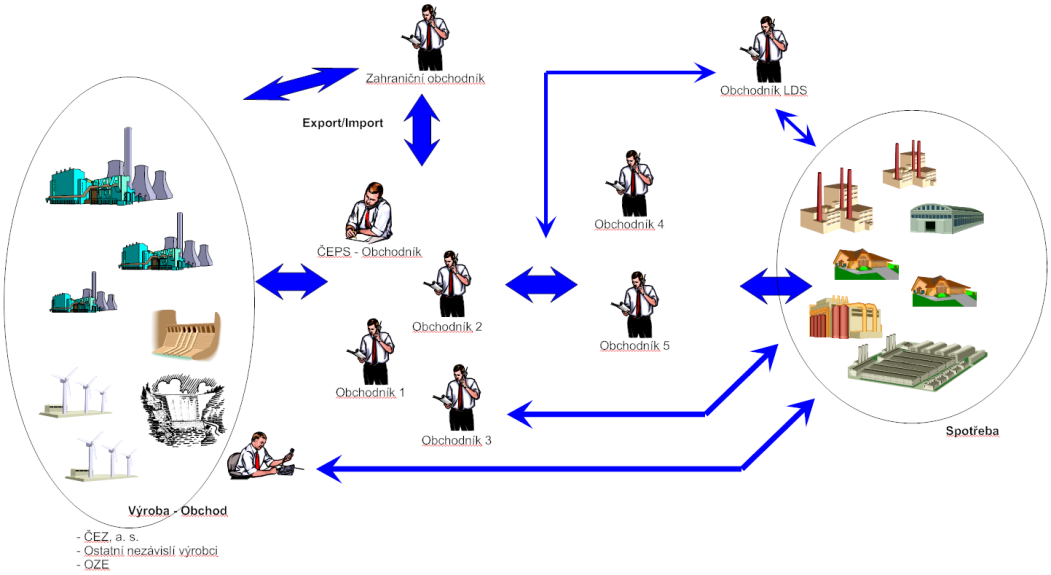 Zahraniční obchodník
Obchodník LDS
Export/Import
Obchodník 4
ČEPS - Obchodník
Obchodník 2
Obchodník 5
Obchodník 1
Obchodník 3
Spotřeba
Výroba - Obchod
- ČEZ, a. s.
- Ostatní nezávislí výrobci
- OZE